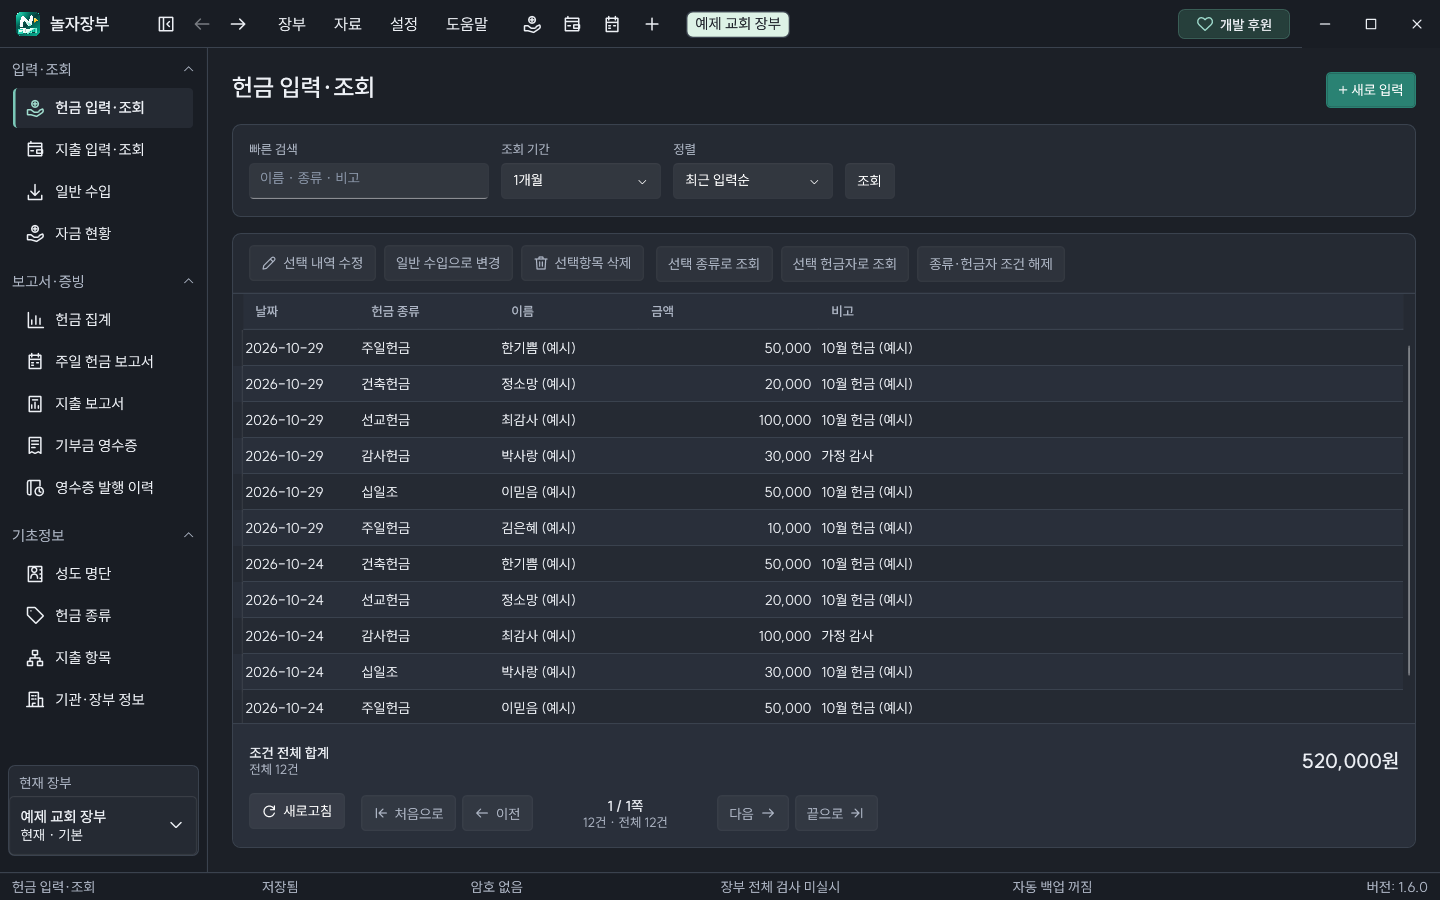 놀자장부
장부 자료 설정 도움말
예제 교회 장부
개발 후원
입력·조회
헌금 입력·조회
지출 입력·조회
일반 수입
자금 현황
보고서·증빙
헌금 집계
주일 헌금 보고서
지출 보고서
기부금 영수증
영수증 발행 이력
기초정보
성도 명단
헌금 종류
지출 항목
기관·장부 정보
현재 장부
예제 교회 장부
현재 · 기본
헌금 입력·조회
+ 새로 입력
빠른 검색 조회 기간 정렬
이름 · 종류 · 비고 1개월 최근 입력순 조회
선택 내역 수정 일반 수입으로 변경 선택항목 삭제 선택 종류로 조회 선택 헌금자로 조회 종류·헌금자 조건 해제
날짜 헌금 종류 이름 금액 비고
2026-10-29 주일헌금 한기쁨 (예시) 50,000 10월 헌금 (예시)
2026-10-29 건축헌금 정소망 (예시) 20,000 10월 헌금 (예시)
2026-10-29 선교헌금 최감사 (예시) 100,000 10월 헌금 (예시)
2026-10-29 감사헌금 박사랑 (예시) 30,000 가정 감사
2026-10-29 십일조 이믿음 (예시) 50,000 10월 헌금 (예시)
2026-10-29 주일헌금 김은혜 (예시) 10,000 10월 헌금 (예시)
2026-10-24 건축헌금 한기쁨 (예시) 50,000 10월 헌금 (예시)
2026-10-24 선교헌금 정소망 (예시) 20,000 10월 헌금 (예시)
2026-10-24 감사헌금 최감사 (예시) 100,000 가정 감사
2026-10-24 십일조 박사랑 (예시) 30,000 10월 헌금 (예시)
2026-10-24 주일헌금 이믿음 (예시) 50,000 10월 헌금 (예시)
조건 전체 합계
전체 12건
520,000원
새로고침 처음으로 이전 1 / 1쪽 다음 끝으로
12건 · 전체 12건
헌금 입력·조회 저장됨 암호 없음 장부 전체 검사 미실시 자동 백업 꺼짐 버전: 1.6.0